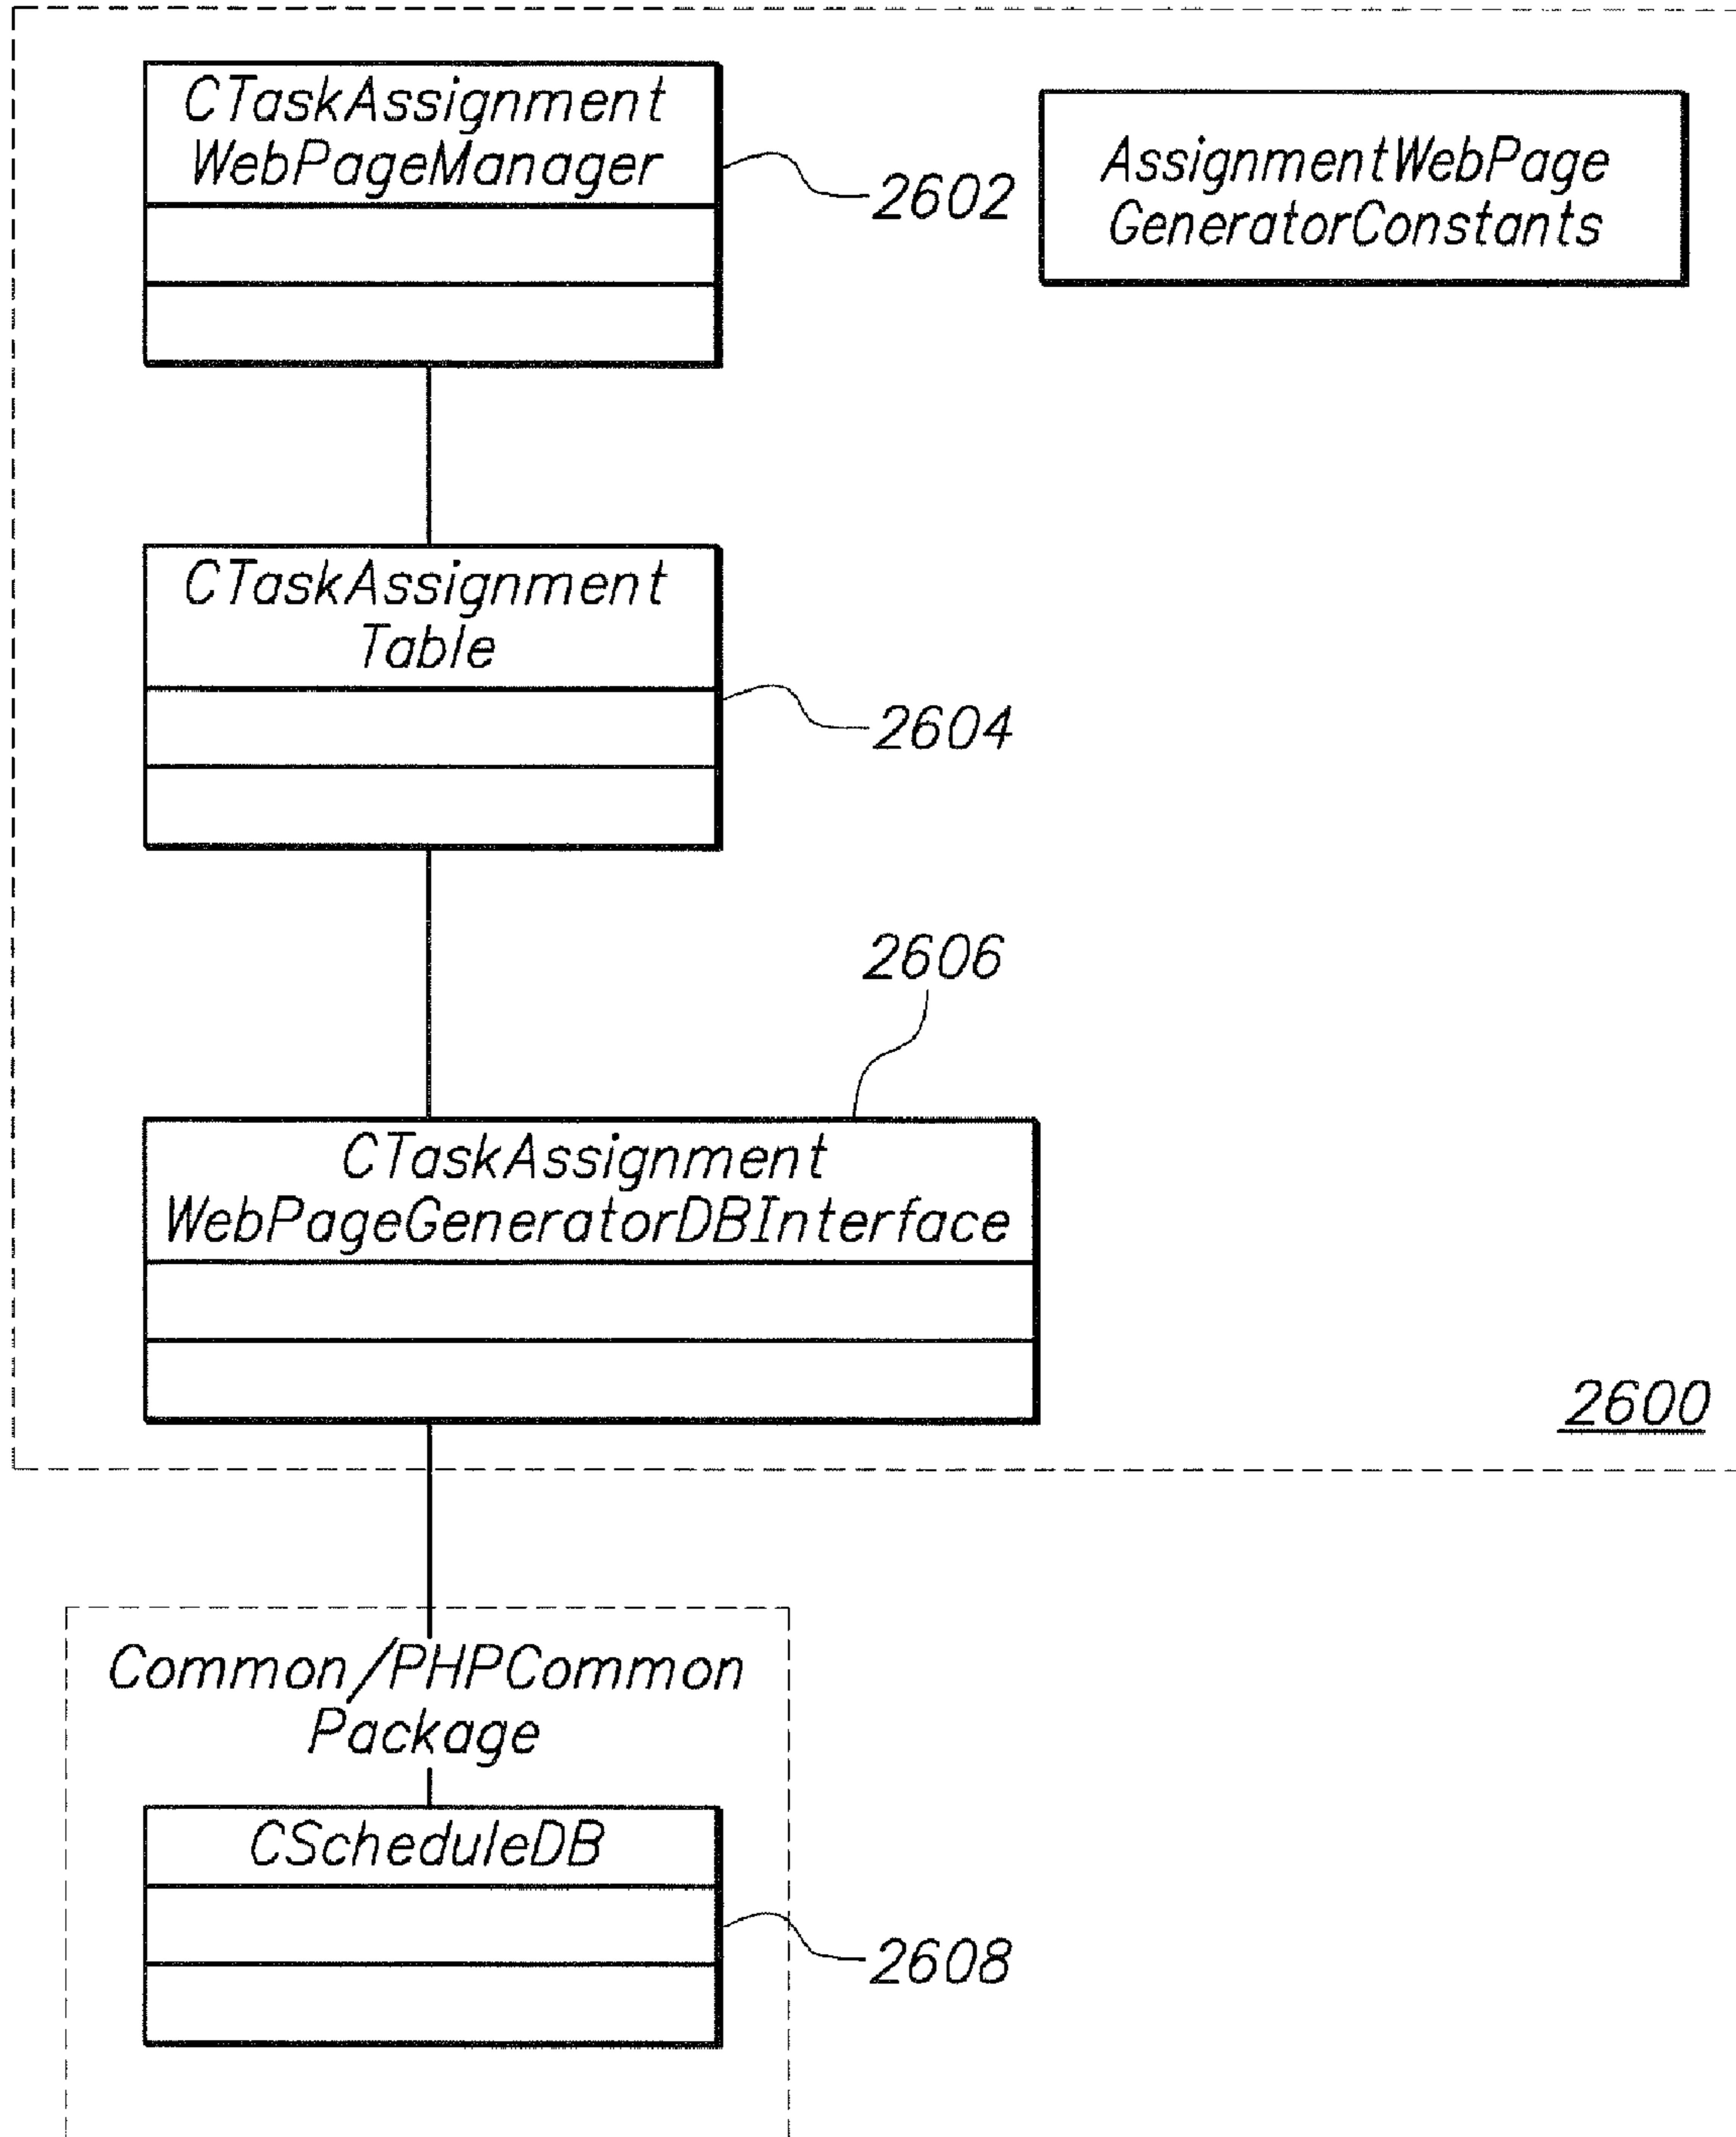 CTaskAssignment
WebPageManager
2602
AssignmentWebPage
GeneratorConstants
CTaskAssignment
Table
2604
2606
CTaskAssignment
WebPageGeneratorDBInterface
2600
Common/PHPCommon
Package
CScheduleDB
2608